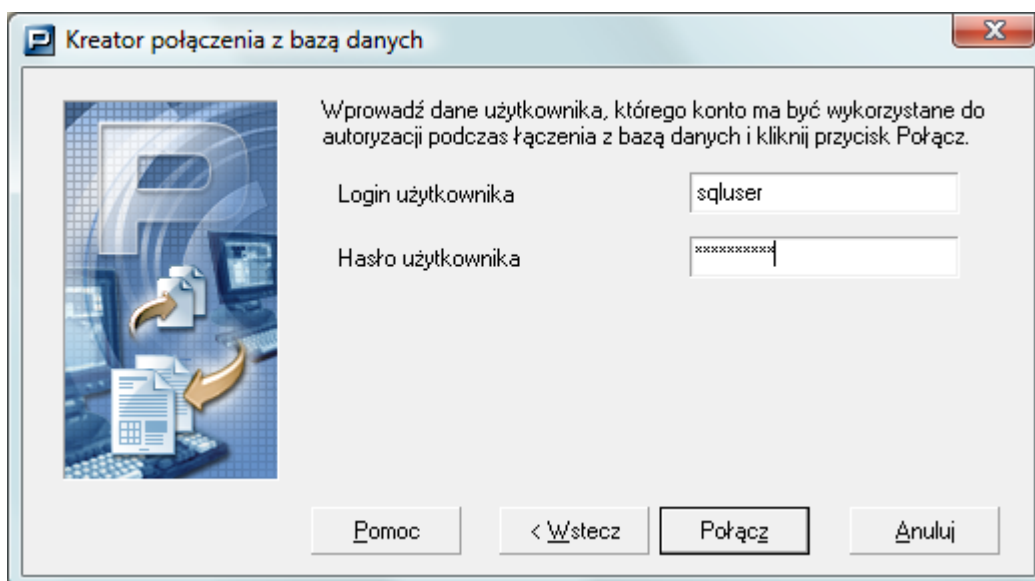 Kreator połączenia z bazą danych
Wprowadź dane użytkownika, którego konto ma być wykorzystane do
autoryzacji podczas łączenia z bazą danych i kliknij przycisk Połącz.
Login użytkownika
sqluser
Hasło użytkownika
××××××××××
Pomoc
< Wstecz
Połącz
Anuluj